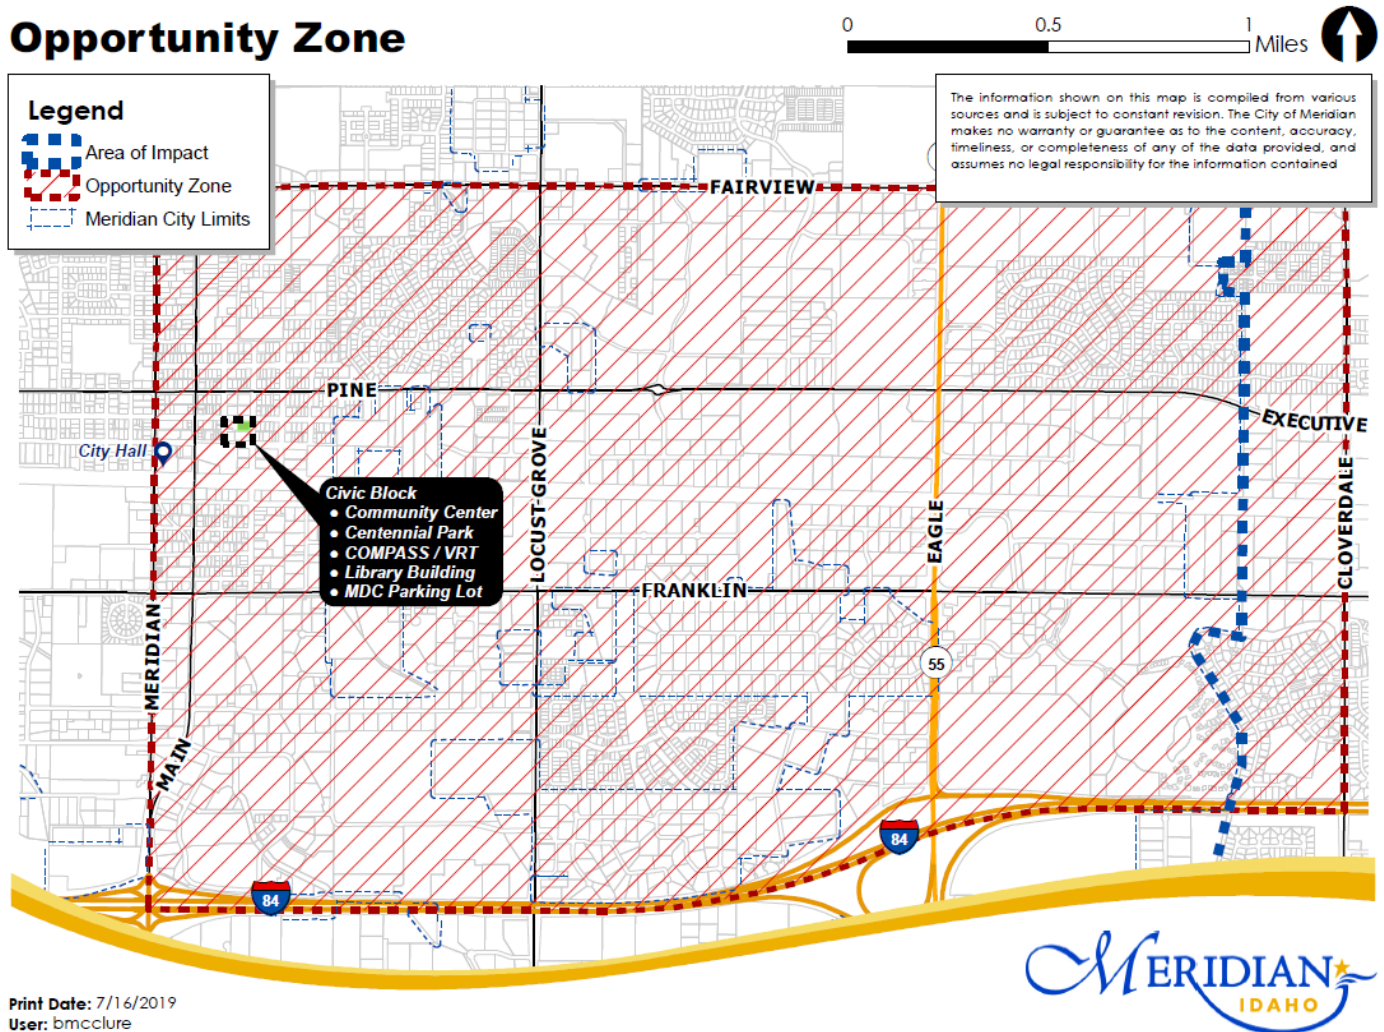 Opportunity Zone
0 0.5 1
Miles
Legend
Area of Impact
Opportunity Zone
Meridian City Limits
The information shown on this map is compiled from various
sources and is subject to constant revision. The City of Meridian
makes no warranty or guarantee as to the content, accuracy,
timeliness, or completeness of any of the data provided, and
assumes no legal responsibility for the information contained
FAIRVIEW
PINE
EXECUTIVE
City Hall
Civic Block
● Community Center
● Centennial Park
● COMPASS / VRT
● Library Building
● MDC Parking Lot
LOCUST-GROVE
EAGLE
CLOVERDALE
FRANKLIN
MERIDIAN
55
MAIN
84
84
MERIDIAN
IDAHO
Print Date: 7/16/2019
User: bmcclure